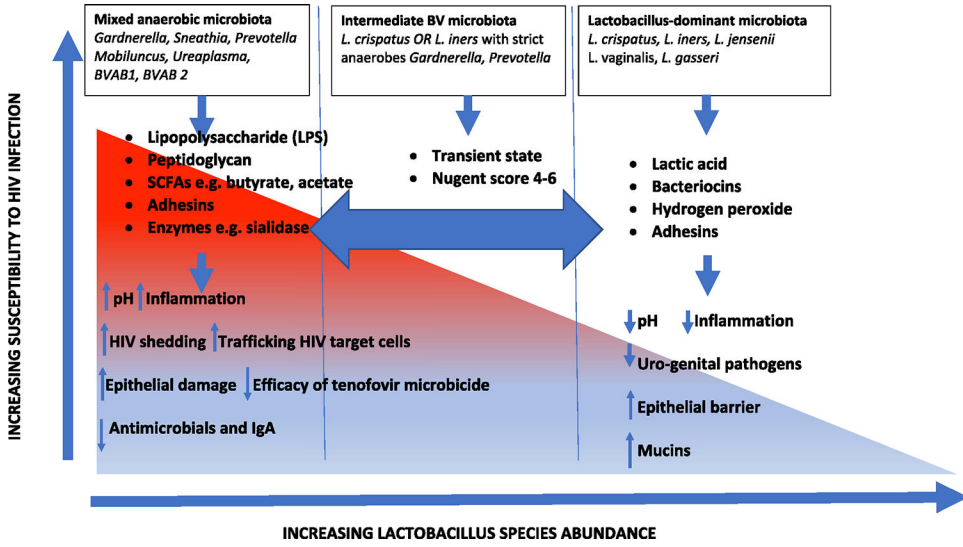 INCREASING SUSCEPTIBILITY TO HIV INFECTION
Mixed anaerobic microbiota
Gardnerella, Sneathia, Prevotella
Mobiluncus, Ureaplasma,
BVAB1, BVAB 2
Intermediate BV microbiota
L. crispatus OR L. iners with strict
anaerobes Gardnerella, Prevotella
Lactobacillus-dominant microbiota
L. crispatus, L. iners, L. jensenii
L. vaginalis, L. gasseri
• Lipopolysaccharide (LPS)
• Peptidoglycan
• SCFAs e.g. butyrate, acetate
• Adhesins
• Enzymes e.g. sialidase
• Transient state
• Nugent score 4-6
• Lactic acid
• Bacteriocins
• Hydrogen peroxide
• Adhesins
↑pH ↑Inflammation
↑HIV shedding ↑Trafficking HIV target cells
↑Epithelial damage ↓Efficacy of tenofovir microbicide
↓Antimicrobials and IgA
↓pH ↓Inflammation
↓Uro-genital pathogens
↑Epithelial barrier
↑Mucins
INCREASING LACTOBACILLUS SPECIES ABUNDANCE